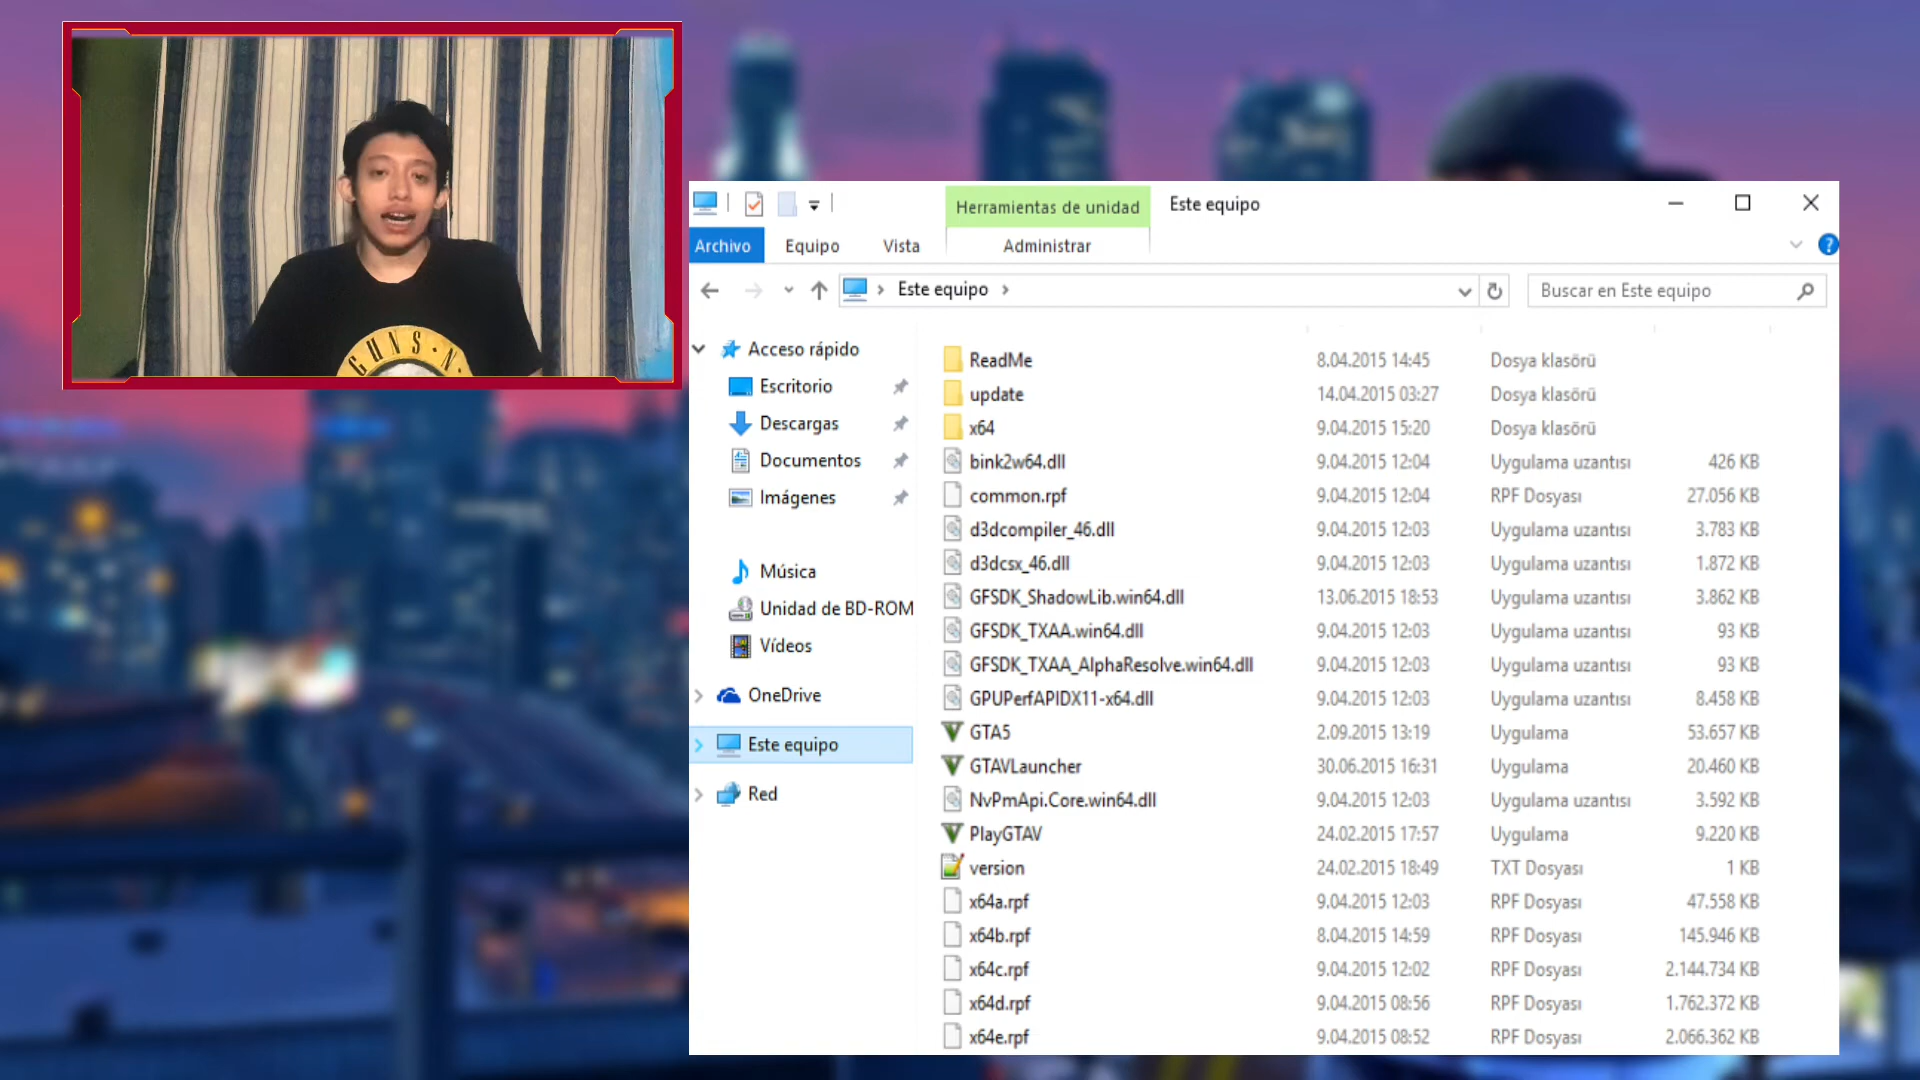 GUNS N
Herramientas de unidad
Este equipo
Archivo
Equipo
Vista
Administrar
Este equipo
Buscar en Este equipo
Acceso rápido
Escritorio
Descargas
Documentos
Imágenes
Música
Unidad de BD-ROM
Vídeos
OneDrive
Este equipo
Red
ReadMe 8.04.2015 14:45 Dosya klasörü
update 14.04.2015 03:27 Dosya klasörü
x64 9.04.2015 15:20 Dosya klasörü
bink2w64.dll 9.04.2015 12:04 Uygulama uzantısı 426 KB
common.rpf 9.04.2015 12:04 RPF Dosyası 27.056 KB
d3dcompiler_46.dll 9.04.2015 12:03 Uygulama uzantısı 3.783 KB
d3dcsx_46.dll 9.04.2015 12:03 Uygulama uzantısı 1.872 KB
GFSDK_ShadowLib.win64.dll 13.06.2015 18:53 Uygulama uzantısı 3.862 KB
GFSDK_TXAA.win64.dll 9.04.2015 12:03 Uygulama uzantısı 93 KB
GFSDK_TXAA_AlphaResolve.win64.dll 9.04.2015 12:03 Uygulama uzantısı 93 KB
GPUPerfAPIDX11-x64.dll 9.04.2015 12:03 Uygulama uzantısı 8.458 KB
GTA5 2.09.2015 13:19 Uygulama 53.657 KB
GTAVLauncher 30.06.2015 16:31 Uygulama 20.460 KB
NvPmApi.Core.win64.dll 9.04.2015 12:03 Uygulama uzantısı 3.592 KB
PlayGTAV 24.02.2015 17:57 Uygulama 9.220 KB
version 24.02.2015 18:49 TXT Dosyası 1 KB
x64a.rpf 9.04.2015 12:03 RPF Dosyası 47.558 KB
x64b.rpf 8.04.2015 14:59 RPF Dosyası 145.946 KB
x64c.rpf 9.04.2015 12:02 RPF Dosyası 2.144.734 KB
x64d.rpf 9.04.2015 08:56 RPF Dosyası 1.762.372 KB
x64e.rpf 9.04.2015 08:52 RPF Dosyası 2.066.362 KB